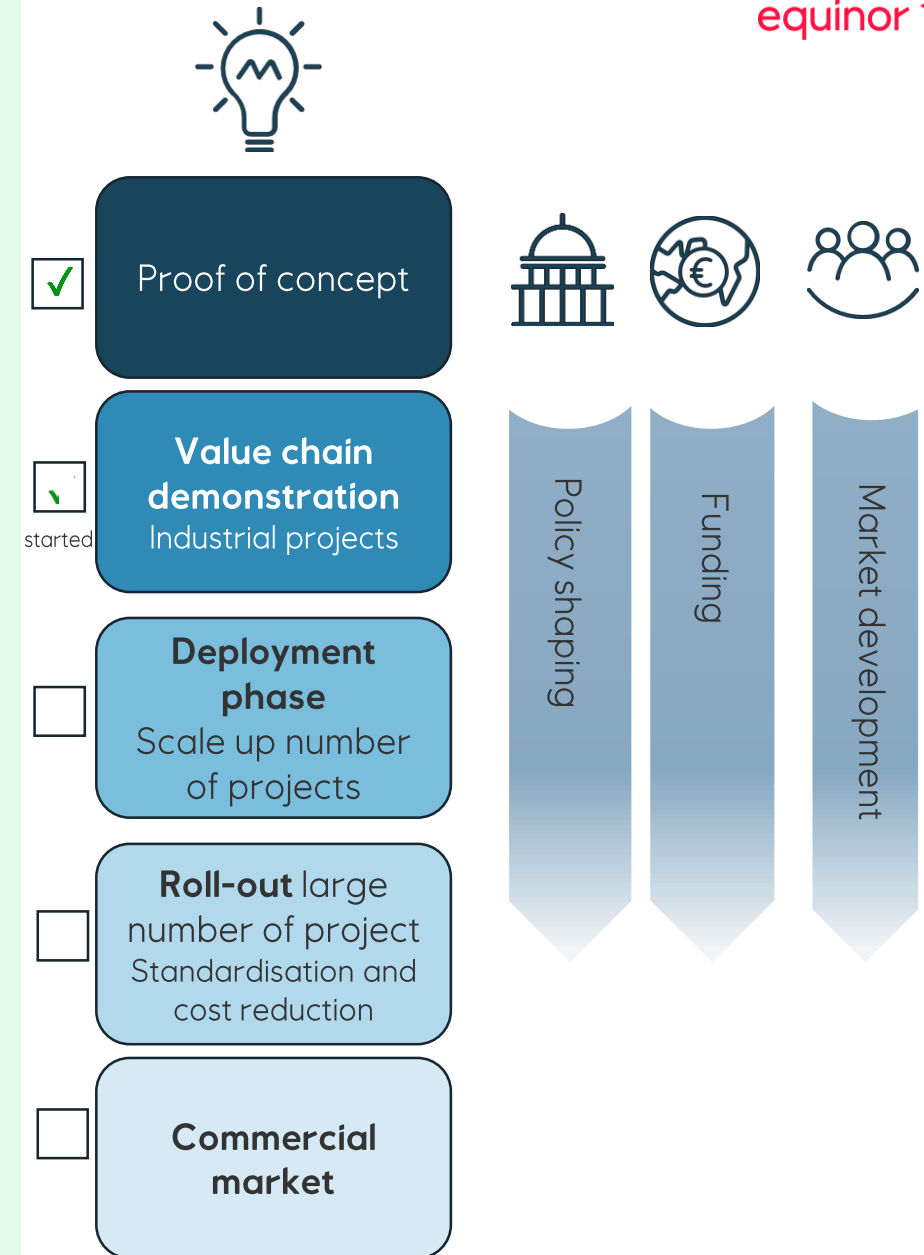 equinor
Proof of concept
Value chain
demonstration
Industrial projects
started
Deployment
phase
Scale up number
of projects
Roll-out large
number of project
Standardisation and
cost reduction
Commercial
market
€
Policy shaping
Funding
Market development